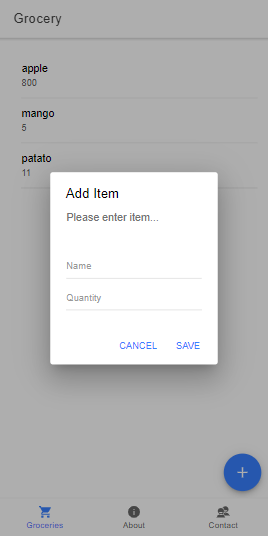 Grocery
apple
800
mango
5
patato
11
Add Item
Please enter item...
Name
Quantity
CANCEL SAVE
Groceries About Contact